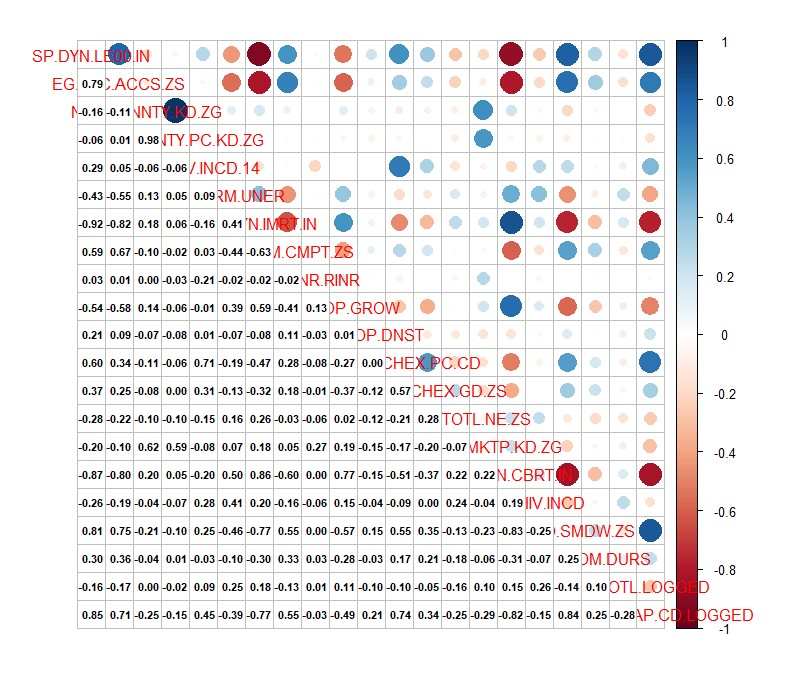 SP.DYN.LE00.IN
0.79 EG. C.ACCS.ZS
-0.16 -0.11 NNTY.KD.ZG
-0.06 0.01 0.98 NTY.PC.KD.ZG
0.29 0.05 -0.06 -0.06 /.INCD.14
-0.43 -0.55 0.13 0.05 0.09 RM.UNER
-0.92 -0.82 0.18 0.06 -0.16 0.41 'N.IMRT.IN
0.59 0.67 -0.10 -0.02 0.03 -0.44 -0.63 M.CMPT.ZS
0.03 0.01 0.00 -0.03 -0.21 -0.02 -0.02 -0.02 NR.RINR
-0.54 -0.58 0.14 -0.06 -0.01 0.39 0.59 -0.41 0.13 OP.GROW
0.21 0.09 -0.07 -0.08 0.01 -0.07 -0.08 0.11 -0.03 0.01 OP.DNST
0.60 0.34 -0.11 -0.06 0.71 -0.19 -0.47 0.28 -0.08 -0.27 0.00 CHEX.PC.CD
0.37 0.25 -0.08 0.00 0.31 -0.13 -0.32 0.18 -0.01 -0.37 -0.12 0.57 CHEX.GD.ZS
-0.28 -0.22 -0.10 -0.10 -0.15 0.16 0.26 -0.03 -0.06 0.02 -0.12 -0.21 0.28 TOTL.NE.ZS
-0.20 -0.10 0.62 0.59 -0.08 0.07 0.18 0.05 0.27 0.19 -0.15 -0.17 -0.20 -0.07 MKTP.KD.ZG
-0.87 -0.80 0.20 0.05 -0.20 0.50 0.86 -0.60 0.00 0.77 -0.15 -0.51 -0.37 0.22 0.22 N.CBRT.IN
-0.26 -0.19 -0.04 -0.07 0.28 0.41 0.20 -0.16 -0.06 0.15 -0.04 -0.09 0.00 0.24 -0.04 0.19 HIV.INCD
0.81 0.75 -0.21 -0.10 0.25 -0.46 -0.77 0.55 0.00 -0.57 0.15 0.55 0.35 -0.13 -0.23 -0.83 -0.25 .SMDW.ZS
0.30 0.36 -0.04 0.01 -0.03 -0.10 -0.30 0.33 0.03 -0.28 -0.03 0.17 0.21 -0.18 -0.06 -0.31 -0.07 0.25 OM.DURS
-0.16 -0.17 0.00 -0.02 0.09 0.25 0.18 -0.13 0.01 0.11 -0.10 -0.10 -0.05 -0.16 0.10 0.15 0.26 -0.14 0.10 OTL.LOGGED
0.85 0.71 -0.25 -0.15 0.45 -0.39 -0.77 0.55 -0.03 -0.49 0.21 0.74 0.34 -0.25 -0.29 -0.82 -0.15 0.84 0.25 -0.28 AP.CD.LOGGED
1
0.8
0.6
0.4
0.2
0
-0.2
-0.4
-0.6
-0.8
-1